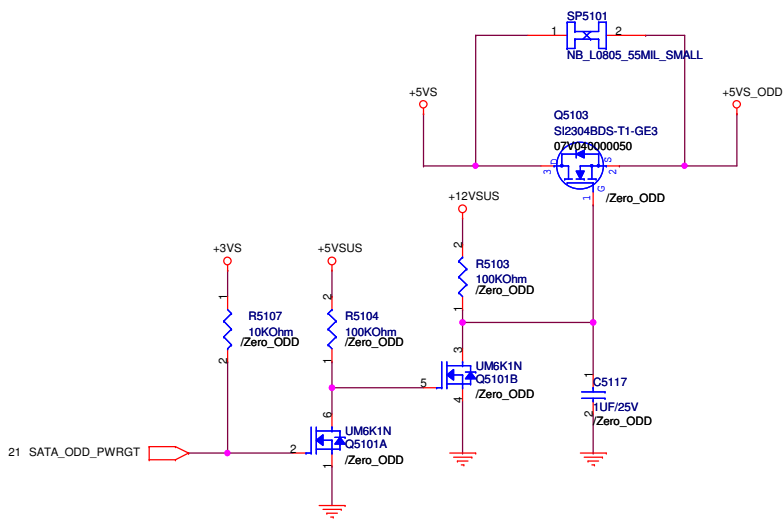 SP5101
1
2
NB_L0805_55MIL_SMALL
+5VS
+5VS_ODD
Q5103
SI2304BDS-T1-GE3
07V040000050
D
S
3
2
G
1
/Zero_ODD
+12VSUS
+3VS
+5VSUS
2
R5103
100KOhm
/Zero_ODD
1
1
R5107
10KOhm
/Zero_ODD
2
2
R5104
100KOhm
/Zero_ODD
1
3
UM6K1N
Q5101B
/Zero_ODD
5
4
1
C5117
1UF/25V
/Zero_ODD
2
6
UM6K1N
Q5101A
/Zero_ODD
2
1
21 SATA_ODD_PWRGT